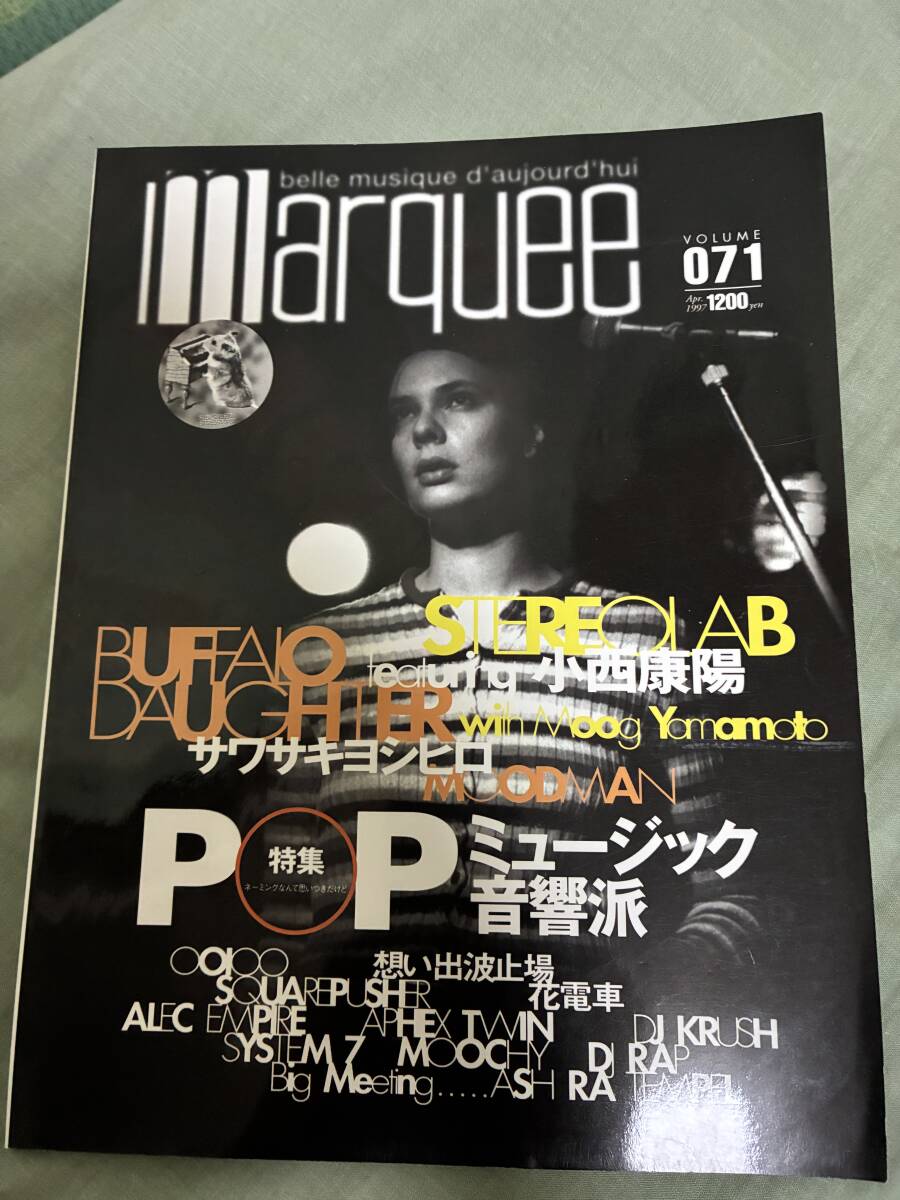 belle musique d'aujourd'hui
marquee
VOLUME
071
Apr.
1997
1200 yen
STEREOLAB
BUFFALO
featuring 小西康陽
DAUGHTER with Moog Yamamoto
サワサキヨシヒロ
MOODMAN
POP
特集
ネーミングなんて思いつきだけど
ミュージック
音響派
OOIOO 想い出波止場
SQUAREPUSHER 花電車
ALEC EMPIRE APHEX TWIN DJ KRUSH
SYSTEM 7 MOOCHY DJ RAP
Big Meeting.....ASH RA TEMPEL